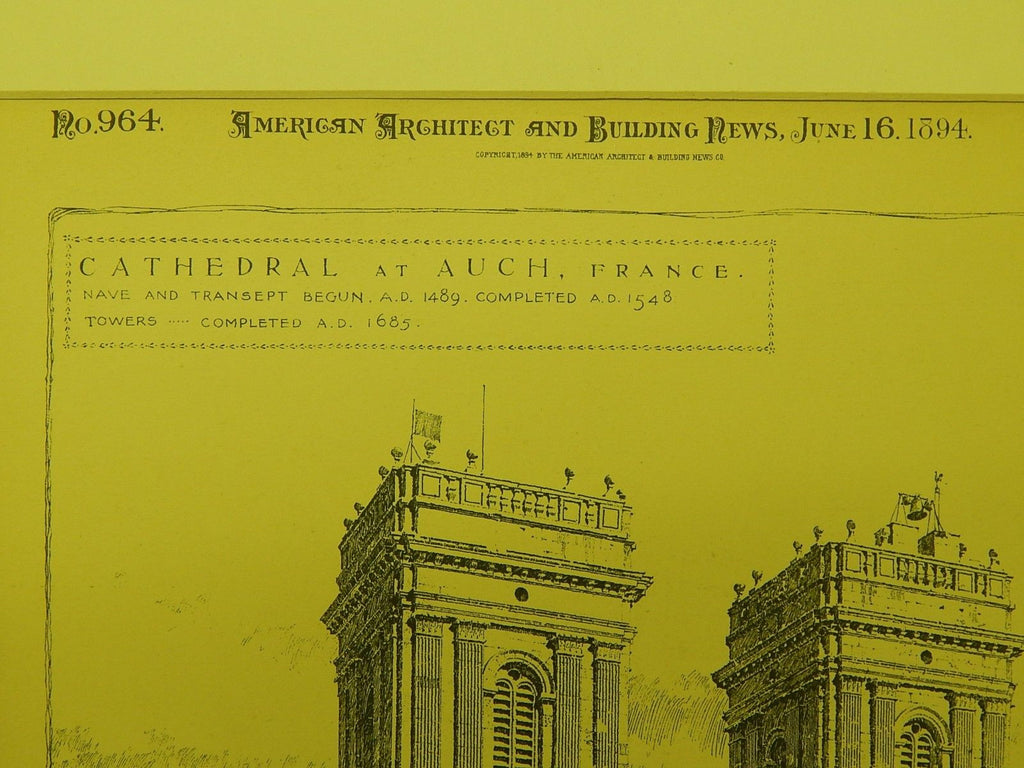 No. 964. AMERICAN ARCHITECT AND BUILDING NEWS, JUNE 16. 1894.
COPYRIGHT, 1894 BY THE AMERICAN ARCHITECT & BUILDING NEWS CO.
CATHEDRAL AT AUCH, FRANCE.
NAVE AND TRANSEPT BEGUN. A.D. 1489. COMPLETED A.D. 1548
TOWERS ····· COMPLETED A.D. 1685.